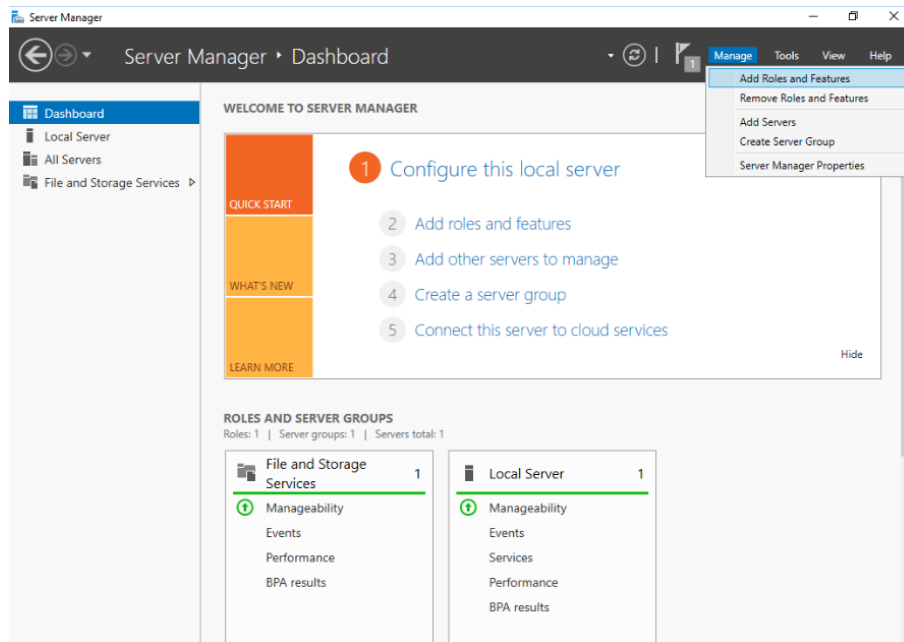 Server Manager
Server Manager • Dashboard
1
Manage
Tools
View
Help
Add Roles and Features
Remove Roles and Features
Add Servers
Create Server Group
Server Manager Properties
Dashboard
Local Server
All Servers
File and Storage Services
WELCOME TO SERVER MANAGER
QUICK START
WHAT'S NEW
LEARN MORE
1 Configure this local server
2 Add roles and features
3 Add other servers to manage
4 Create a server group
5 Connect this server to cloud services
Hide
ROLES AND SERVER GROUPS
Roles: 1 | Server groups: 1 | Servers total: 1
File and Storage
Services
1
Manageability
Events
Performance
BPA results
Local Server 1
Manageability
Events
Services
Performance
BPA results